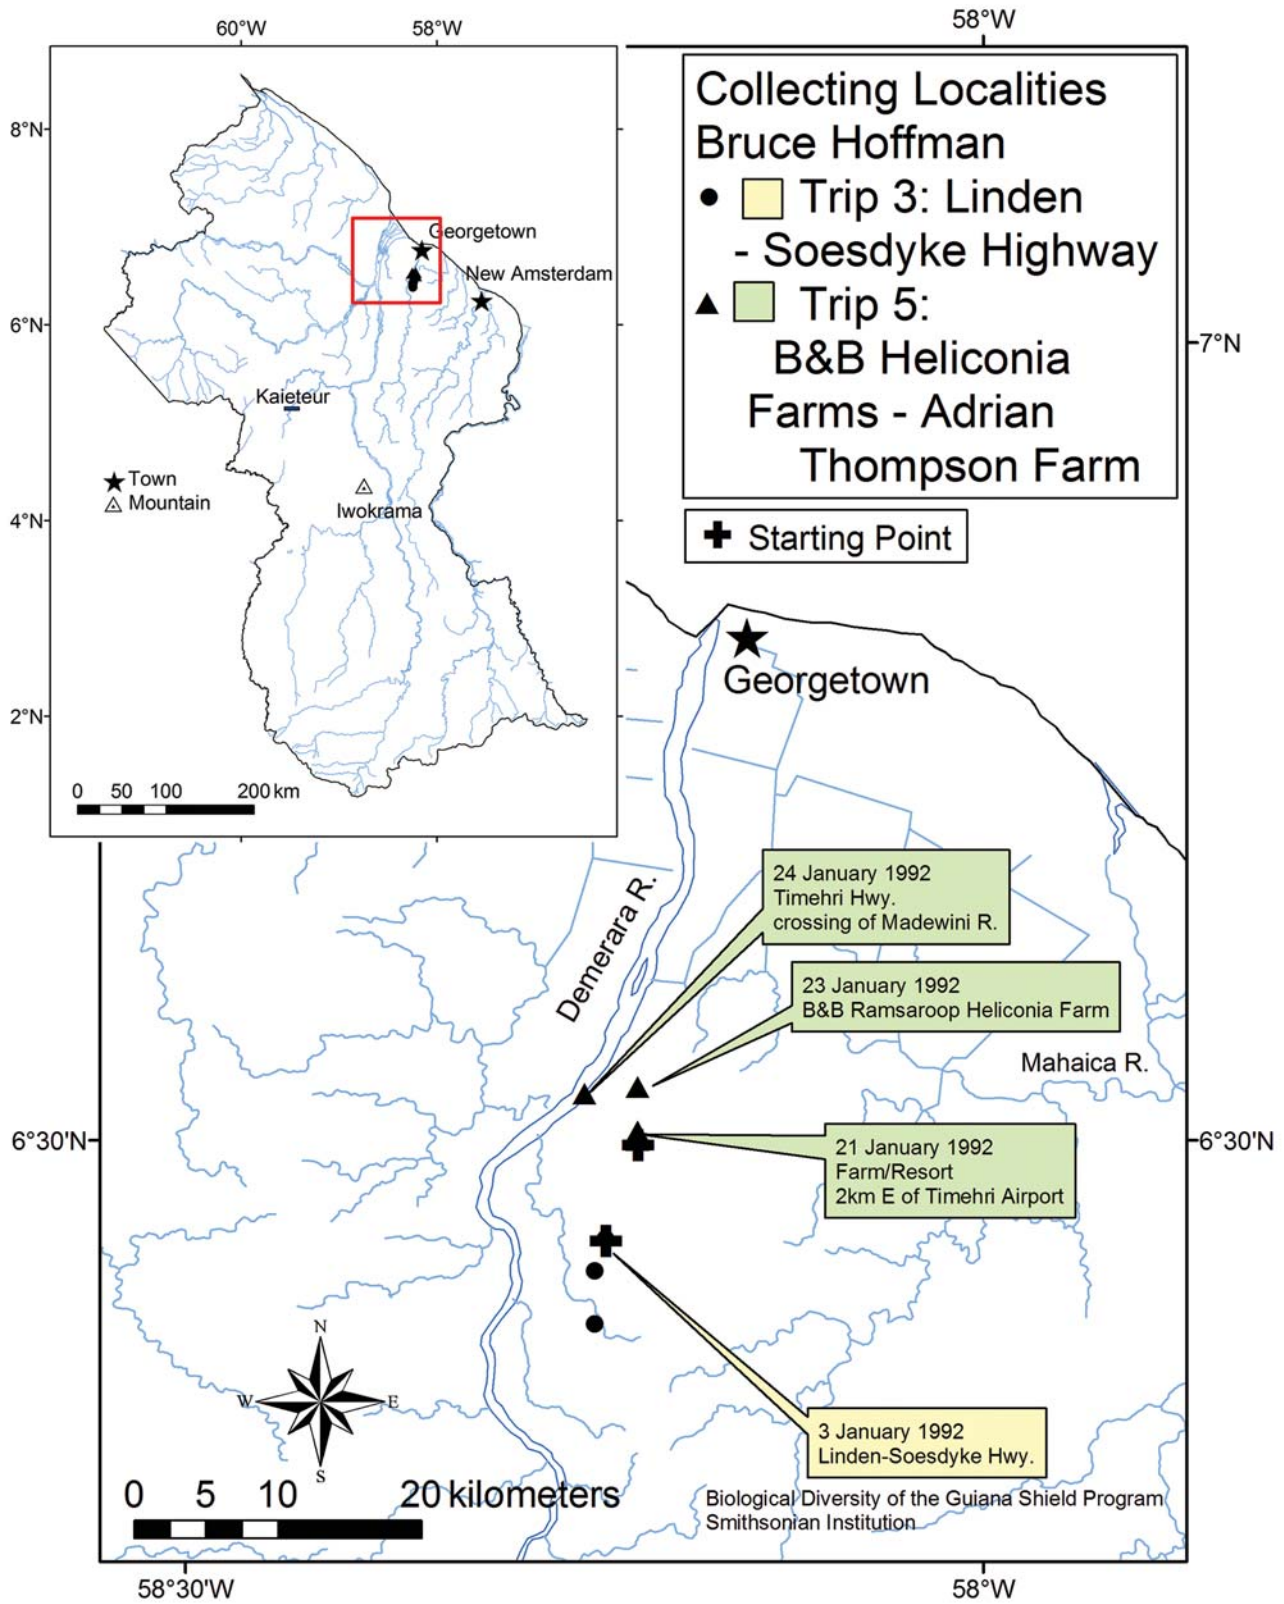 60°W
58°W
58°W
8°N
6°N
4°N
2°N
Georgetown
New Amsterdam
Kaieteur
Iwokrama
Town
Mountain
0 50 100 200 km
Collecting Localities
Bruce Hoffman
Trip 3: Linden
- Soesdyke Highway
Trip 5:
B&B Heliconia
Farms - Adrian
Thompson Farm
Starting Point
7°N
Georgetown
Demerara R.
24 January 1992
Timehri Hwy.
crossing of Madewini R.
23 January 1992
B&B Ramsaroop Heliconia Farm
Mahaica R.
6°30'N
6°30'N
21 January 1992
Farm/Resort
2km E of Timehri Airport
3 January 1992
Linden-Soesdyke Hwy.
N
W
E
S
0 5 10 20 kilometers
Biological Diversity of the Guiana Shield Program
Smithsonian Institution
58°30'W
58°W